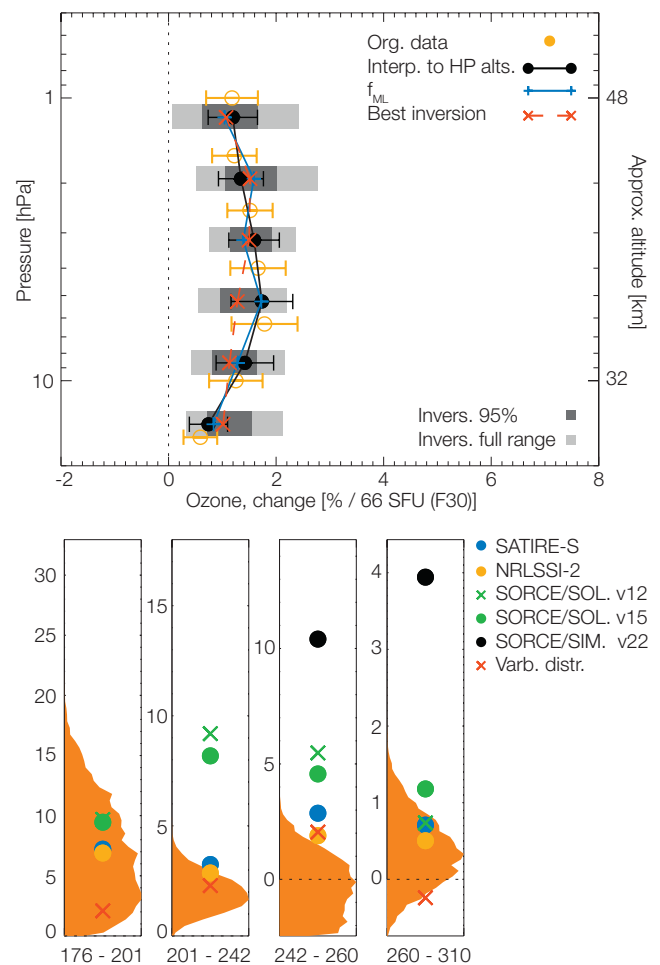 Org. data
Interp. to HP alts.
f_ML
Best inversion
1
10
Pressure [hPa]
48
32
Approx. altitude [km]
Invers. 95%
Invers. full range
-2 0 2 4 6 8
Ozone, change [% / 66 SFU (F30)]
SATIRE-S
NRLSSI-2
SORCE/SOL. v12
SORCE/SOL. v15
SORCE/SIM. v22
Varb. distr.
30
25
20
15
10
5
0
176 - 201
15
10
5
0
201 - 242
10
5
0
242 - 260
4
3
2
1
0
260 - 310